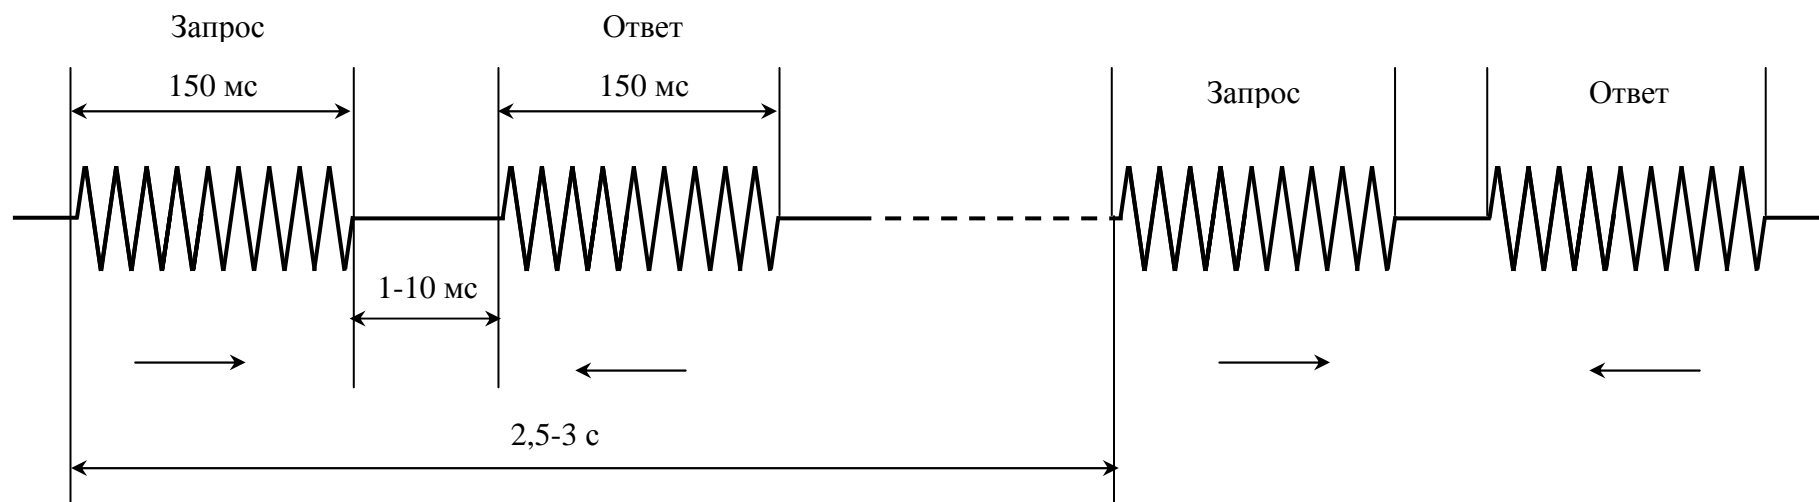 Запрос
Ответ
150 мс
150 мс
Запрос
Ответ
1-10 мс
2,5-3 с